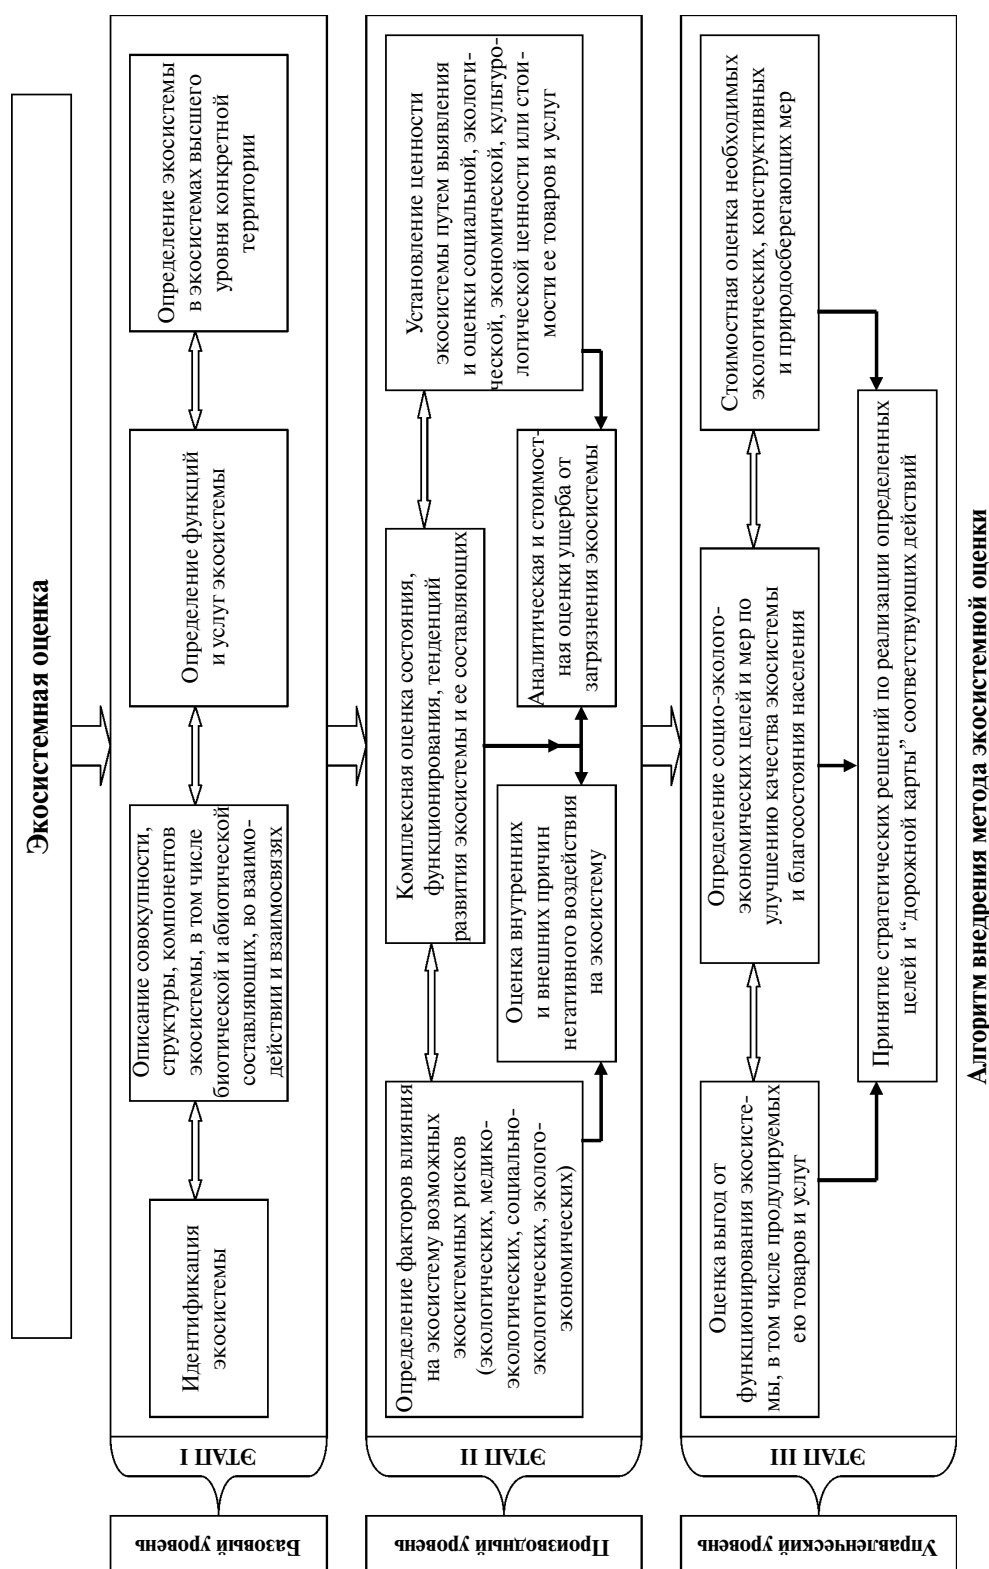 Экосистемная оценка
Базовый уровень
ЭТАП I
Идентификация
экосистемы
Описание совокупности,
структуры, компонентов
экосистемы, в том числе
биотической и абиотической
составляющих, во взаимо-
действии и взаимосвязях
Определение функций
и услуг экосистемы
Определение экосистемы
в экосистемах высшего
уровня конкретной
территории
Производный уровень
ЭТАП II
Определение факторов влияния
на экосистему возможных
экосистемных рисков
(экологических, медико-
экологических, социально-
экологических, эколого-
экономических)
Комплексная оценка состояния,
функционирования, тенденций
развития экосистемы и ее составляющих
Установление ценности
экосистемы путем выявления
и оценки социальной, экологи-
ческой, экономической, культуро-
логической ценности или стои-
мости ее товаров и услуг
Оценка внутренних
и внешних причин
негативного воздействия
на экосистему
Аналитическая и стоимост-
ная оценки ущерба от
загрязнения экосистемы
Управленческий уровень
ЭТАП III
Оценка выгод от
функционирования экосисте-
мы, в том числе продуцируемых
ею товаров и услуг
Определение социо-эколого-
экономических целей и мер по
улучшению качества экосистемы
и благосостояния населения
Стоимостная оценка необходимых
экологических, конструктивных
и природосберегающих мер
Принятие стратегических решений по реализации определенных
целей и “дорожной карты” соответствующих действий
Алгоритм внедрения метода экосистемной оценки